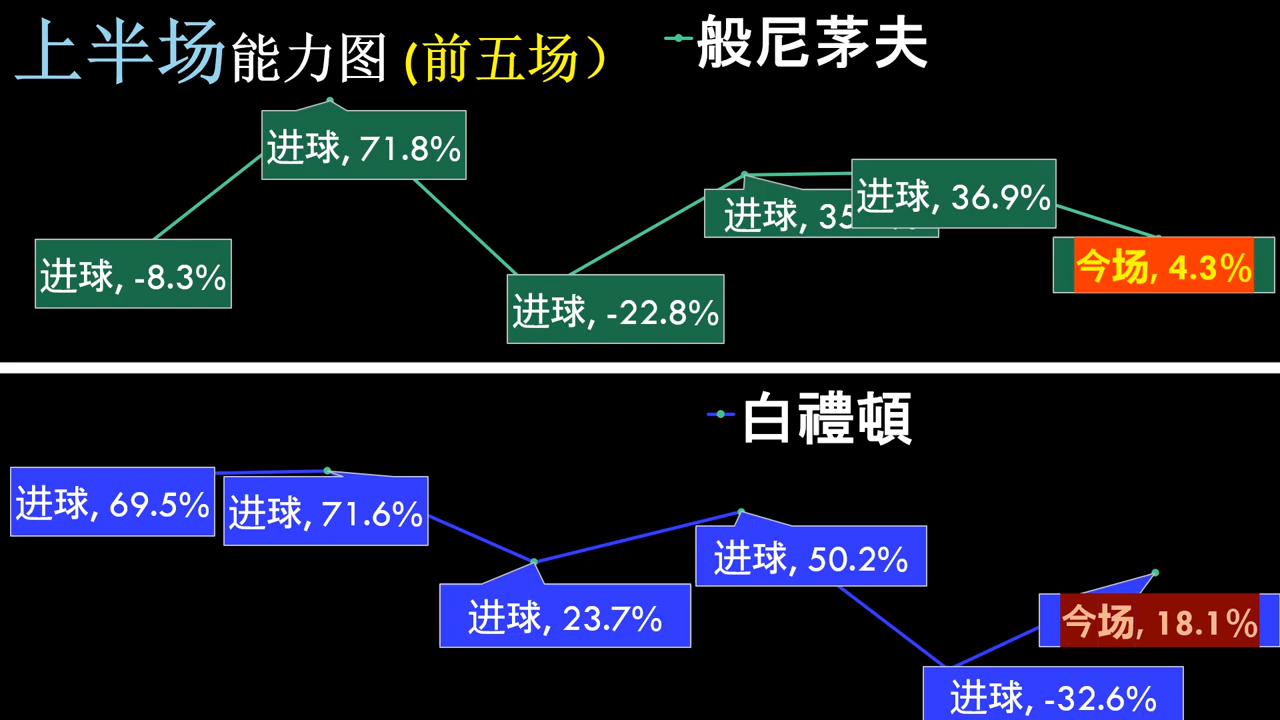 上半场能力图 (前五场）
般尼茅夫
进球, 71.8%
进球, 36.9%
进球, 35
今场, 4.3%
进球, -8.3%
进球, -22.8%
白禮頓
进球, 69.5%
进球, 71.6%
进球, 50.2%
进球, 23.7%
今场, 18.1%
进球, -32.6%